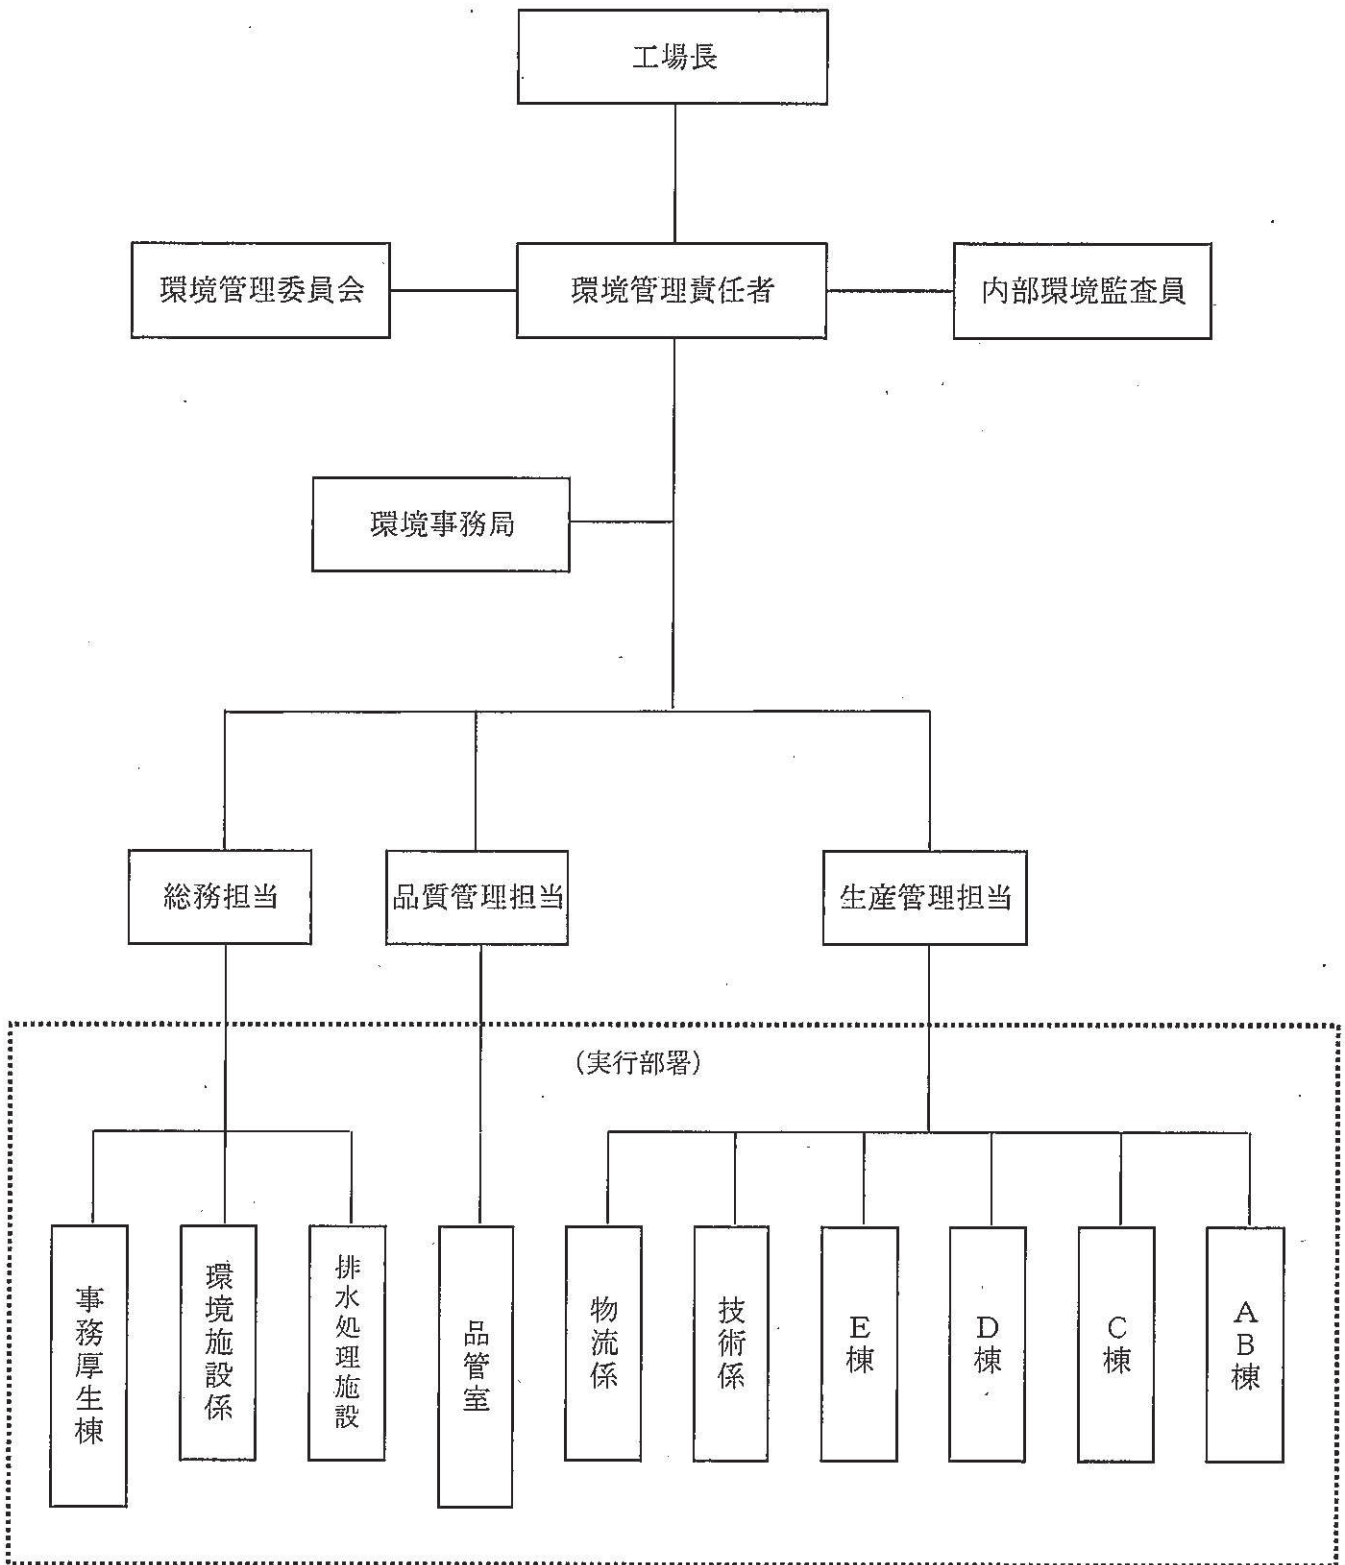 工場長
環境管理委員会
環境管理責任者
内部環境監査員
環境事務局
総務担当
品質管理担当
生産管理担当
(実行部署)
事務厚生棟
環境施設係
排水処理施設
品管室
物流係
技術係
E棟
D棟
C棟
AB棟